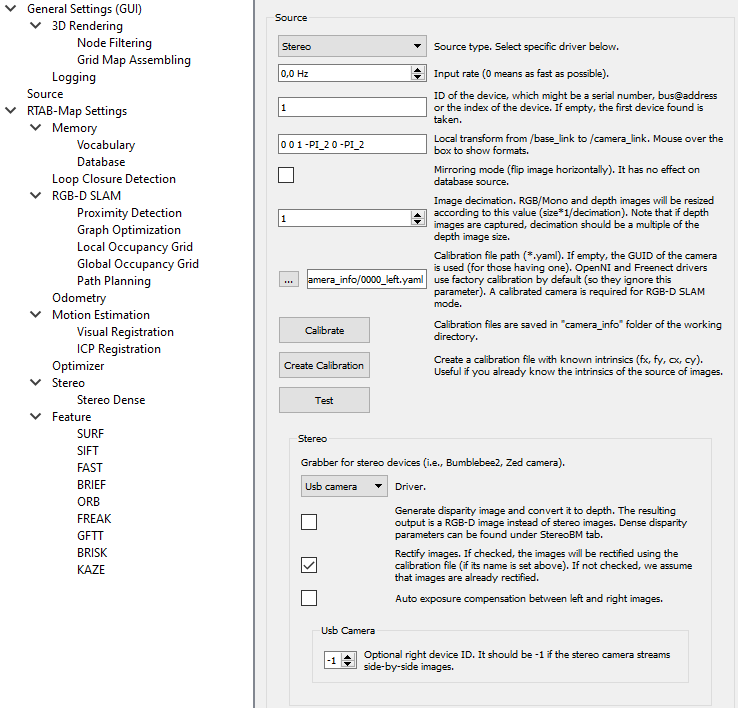 General Settings (GUI)
3D Rendering
Node Filtering
Grid Map Assembling
Logging
Source
RTAB-Map Settings
Memory
Vocabulary
Database
Loop Closure Detection
RGB-D SLAM
Proximity Detection
Graph Optimization
Local Occupancy Grid
Global Occupancy Grid
Path Planning
Odometry
Motion Estimation
Visual Registration
ICP Registration
Optimizer
Stereo
Stereo Dense
Feature
SURF
SIFT
FAST
BRIEF
ORB
FREAK
GFTT
BRISK
KAZE
Source
Stereo
Source type. Select specific driver below.
0,0 Hz
Input rate (0 means as fast as possible).
1
ID of the device, which might be a serial number, bus@address
or the index of the device. If empty, the first device found is
taken.
0 0 1 -PI_2 0 -PI_2
Local transform from /base_link to /camera_link. Mouse over the
box to show formats.
Mirroring mode (flip image horizontally). It has no effect on
database source.
1
Image decimation. RGB/Mono and depth images will be resized
according to this value (size*1/decimation). Note that if depth
images are captured, decimation should be a multiple of the
depth image size.
... amera_info/0000_left.yaml
Calibration file path (*.yaml). If empty, the GUID of the camera
is used (for those having one). OpenNI and Freenect drivers
use factory calibration by default (so they ignore this
parameter). A calibrated camera is required for RGB-D SLAM
mode.
Calibrate
Calibration files are saved in "camera_info" folder of the working
directory.
Create Calibration
Create a calibration file with known intrinsics (fx, fy, cx, cy).
Useful if you already know the intrinsics of the source of images.
Test
Stereo
Grabber for stereo devices (i.e., Bumblebee2, Zed camera).
Usb camera
Driver.
Generate disparity image and convert it to depth. The resulting
output is a RGB-D image instead of stereo images. Dense disparity
parameters can be found under StereoBM tab.
Rectify images. If checked, the images will be rectified using the
calibration file (if its name is set above). If not checked, we assume
that images are already rectified.
Auto exposure compensation between left and right images.
Usb Camera
-1
Optional right device ID. It should be -1 if the stereo camera streams
side-by-side images.